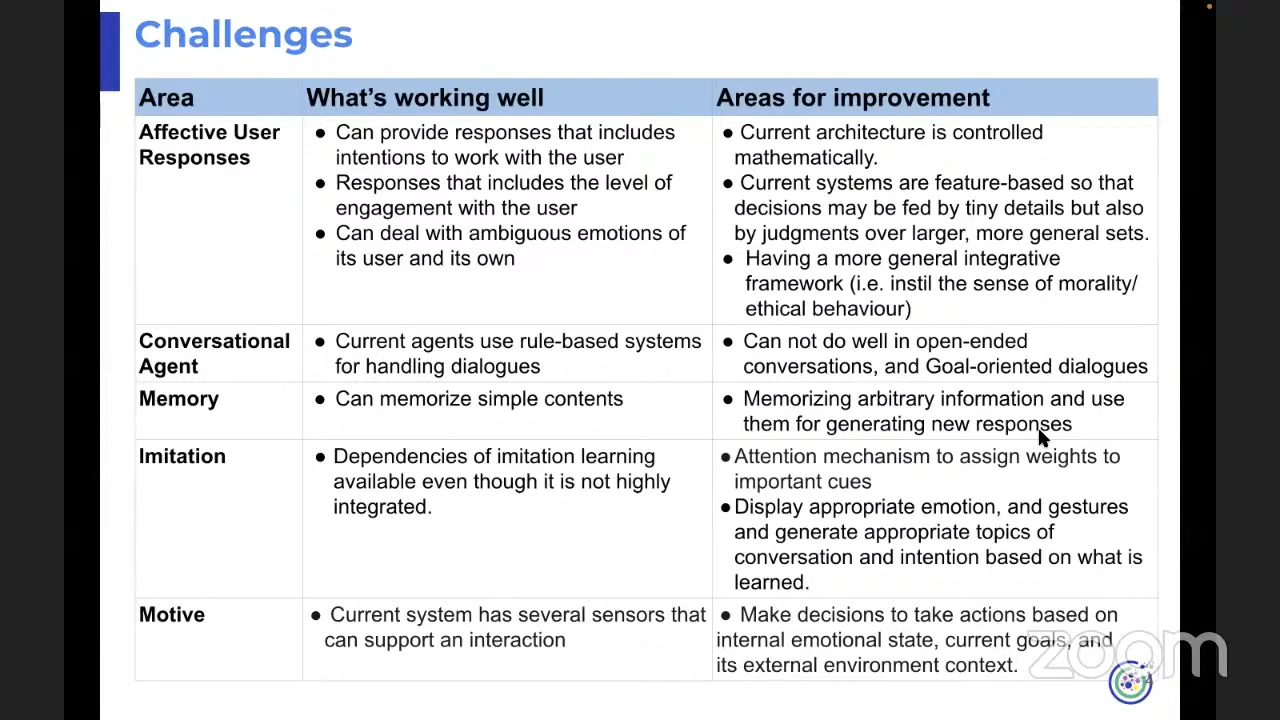 Challenges
Area
What's working well
Areas for improvement
Affective User
Responses
● Can provide responses that includes
intentions to work with the user
● Responses that includes the level of
engagement with the user
● Can deal with ambiguous emotions of
its user and its own
● Current architecture is controlled
mathematically.
● Current systems are feature-based so that
decisions may be fed by tiny details but also
by judgments over larger, more general sets.
● Having a more general integrative
framework (i.e. instil the sense of morality/
ethical behaviour)
Conversational
Agent
● Current agents use rule-based systems
for handling dialogues
● Can not do well in open-ended
conversations, and Goal-oriented dialogues
Memory
● Can memorize simple contents
● Memorizing arbitrary information and use
them for generating new responses
Imitation
● Dependencies of imitation learning
available even though it is not highly
integrated.
● Attention mechanism to assign weights to
important cues
● Display appropriate emotion, and gestures
and generate appropriate topics of
conversation and intention based on what is
learned.
Motive
● Current system has several sensors that
can support an interaction
● Make decisions to take actions based on
internal emotional state, current goals, and
its external environment context.
zoom